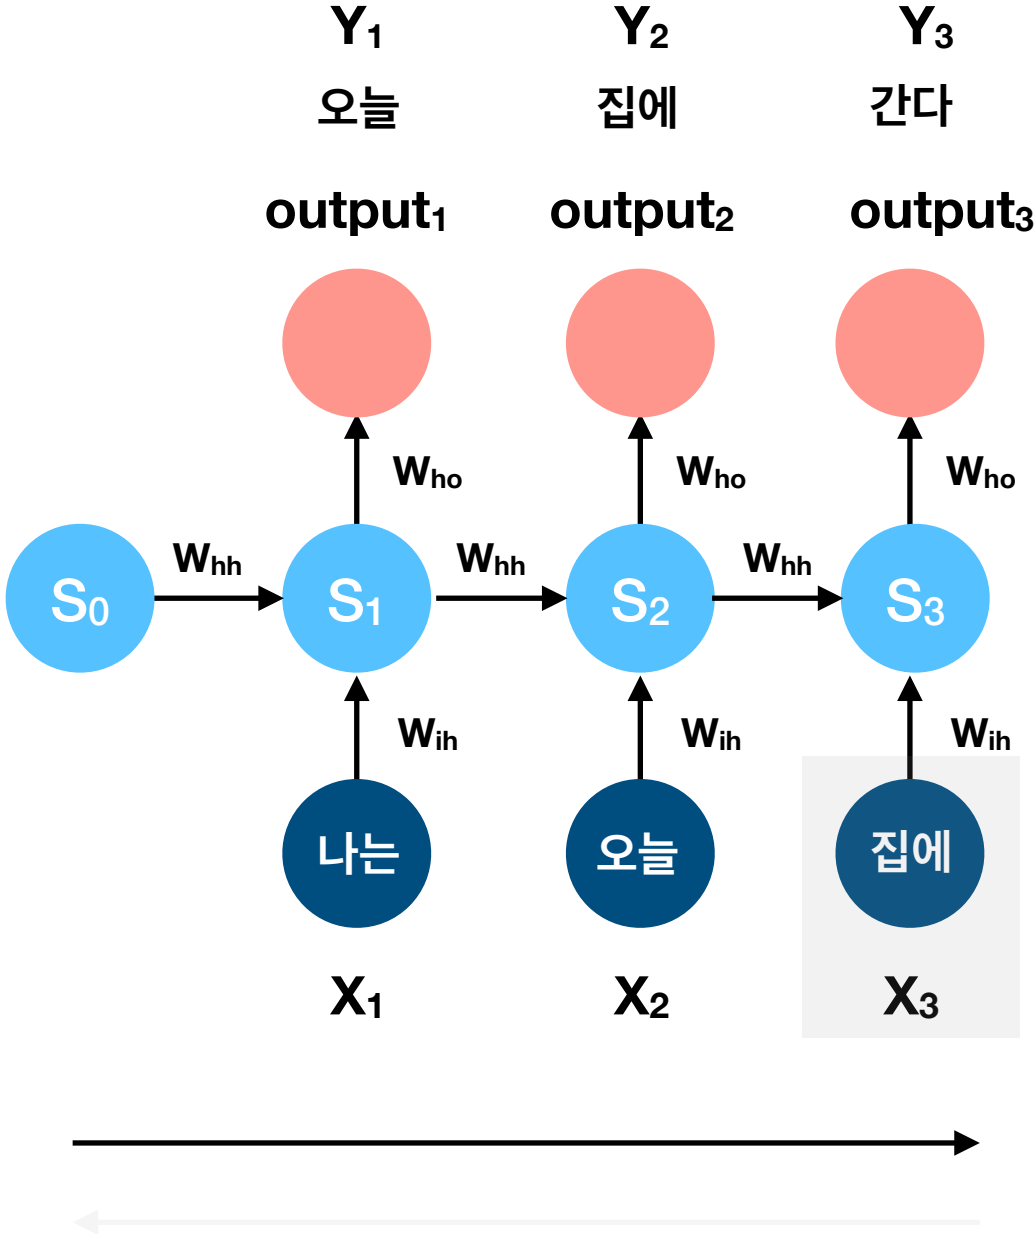 Y₁ Y₂ Y₃
오늘 집에 간다
output₁ output₂ output₃
Wₕₒ Wₕₒ Wₕₒ
Wₕₕ Wₕₕ Wₕₕ
S₀ S₁ S₂ S₃
Wᵢₕ Wᵢₕ Wᵢₕ
나는 오늘 집에
X₁ X₂ X₃